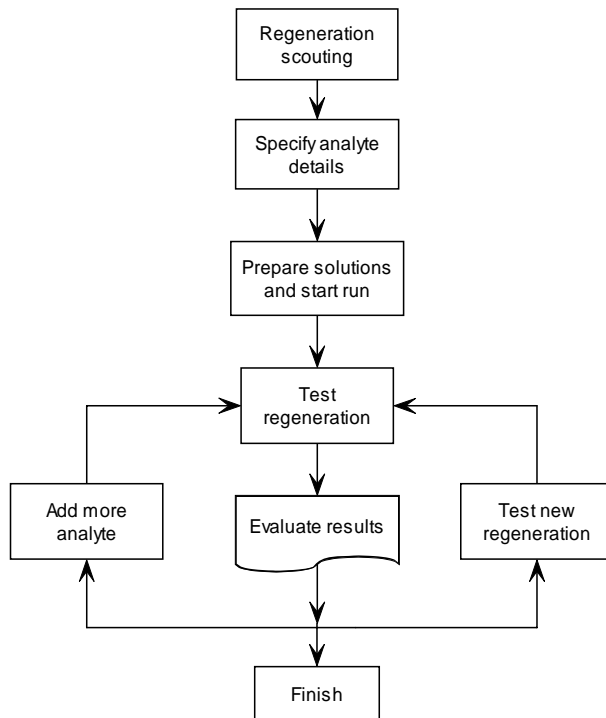 Regeneration
scouting
Specify analyte
details
Prepare solutions
and start run
Test
regeneration
Add more
analyte
Evaluate results
Test new
regeneration
Finish